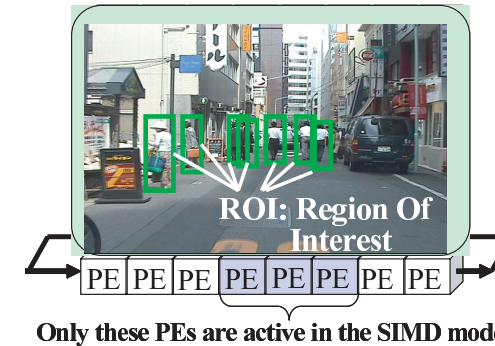 ROI: Region Of
Interest
PE PE PE PE PE PE PE PE
Only these PEs are active in the SIMD mod